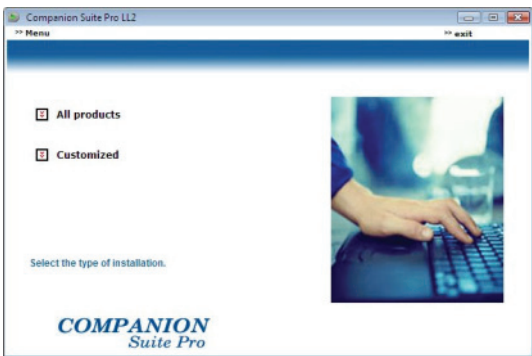 Companion Suite Pro LL2
>> Menu >> exit
All products
Customized
Select the type of installation.
COMPANION
Suite Pro